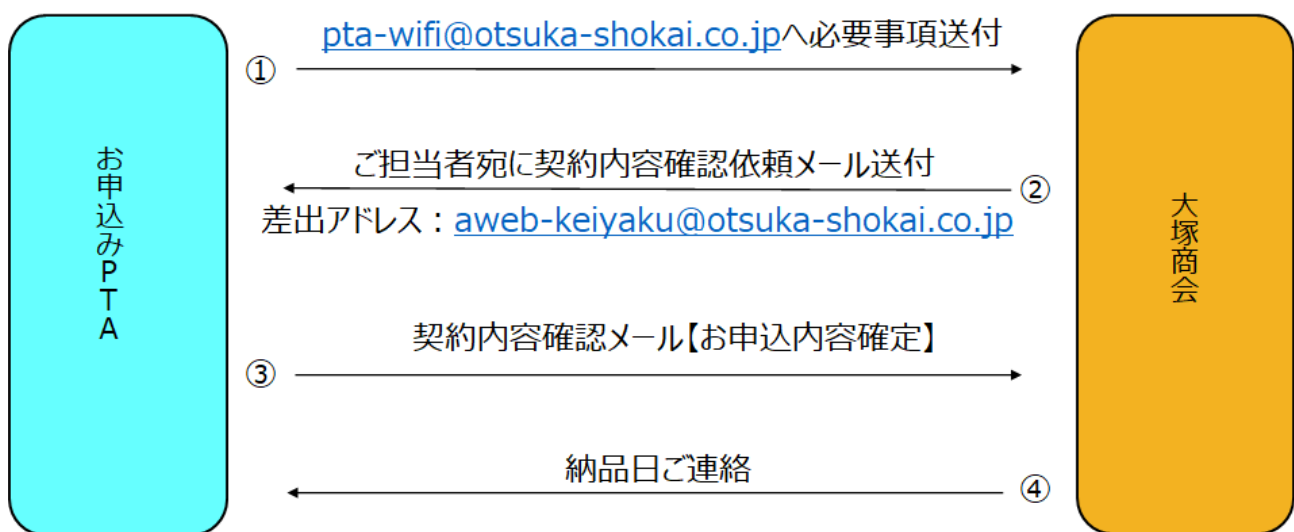 お申込みPTA
①
pta-wifi@otsuka-shokai.co.jpへ必要事項送付
ご担当者宛に契約内容確認依頼メール送付
②
差出アドレス：aweb-keiyaku@otsuka-shokai.co.jp
契約内容確認メール【お申込内容確定】
③
納品日ご連絡
④
大塚商会